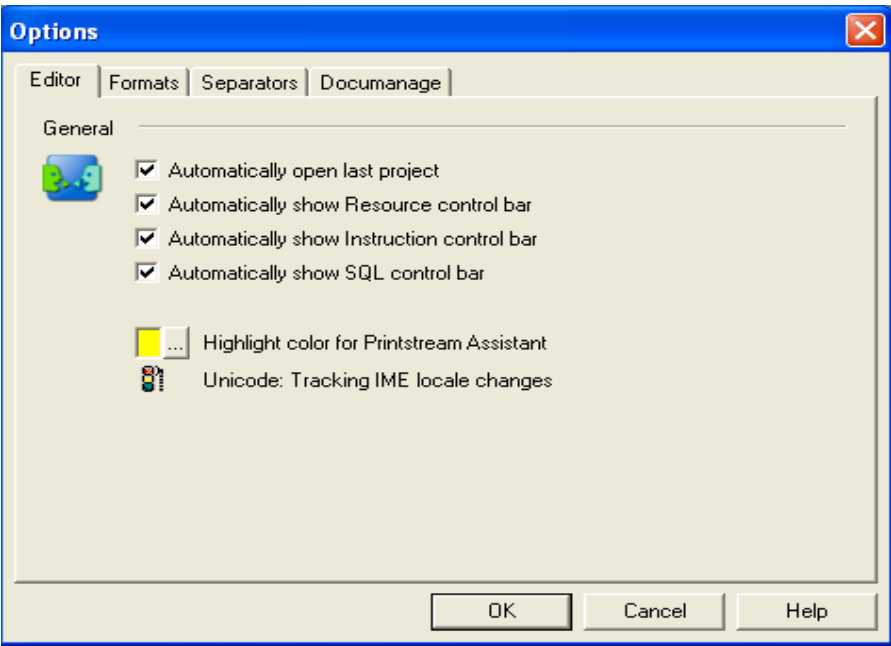 Options
Editor Formats Separators Documanage
General
Automatically open last project
Automatically show Resource control bar
Automatically show Instruction control bar
Automatically show SQL control bar
... Highlight color for Printstream Assistant
Unicode: Tracking IME locale changes
OK Cancel Help